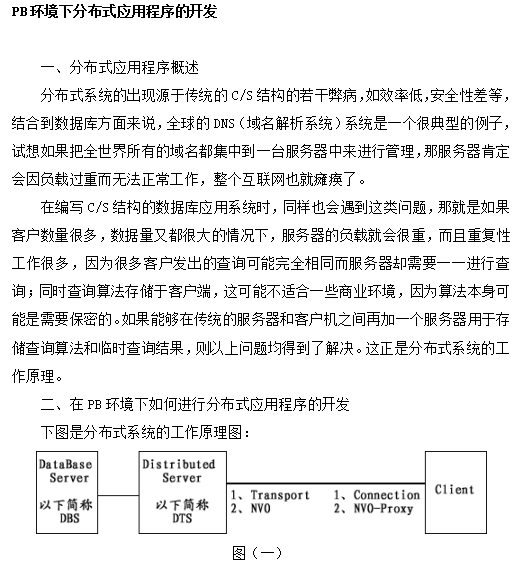 PB环境下分布式应用程序的开发
一、分布式应用程序概述
分布式系统的出现源于传统的C/S结构的若干弊病，如效率低，安全性差等，
结合到数据库方面来说，全球的DNS（域名解析系统）系统是一个很典型的例子，
试想如果把全世界所有的域名都集中到一台服务器中来进行管理，那服务器肯定
会因负载过重而无法正常工作，整个互联网也就瘫痪了。
在编写C/S结构的数据库应用系统时，同样也会遇到这类问题，那就是如果
客户数量很多，数据量又都很大的情况下，服务器的负载就会很重，而且重复性
工作很多，因为很多客户发出的查询可能完全相同而服务器却需要一一进行查
询；同时查询算法存储于客户端，这可能不适合一些商业环境，因为算法本身可
能是需要保密的。如果能够在传统的服务器和客户机之间再加一个服务器用于存
储查询算法和临时查询结果，则以上问题均得到了解决。这正是分布式系统的工
作原理。
二、在PB环境下如何进行分布式应用程序的开发
下图是分布式系统的工作原理图：
DataBase
Server
以下简称
DBS
Distributed
Server
以下简称
DTS
1、Transport
2、NVO
1、Connection
2、NVO-Proxy
Client
图（一）